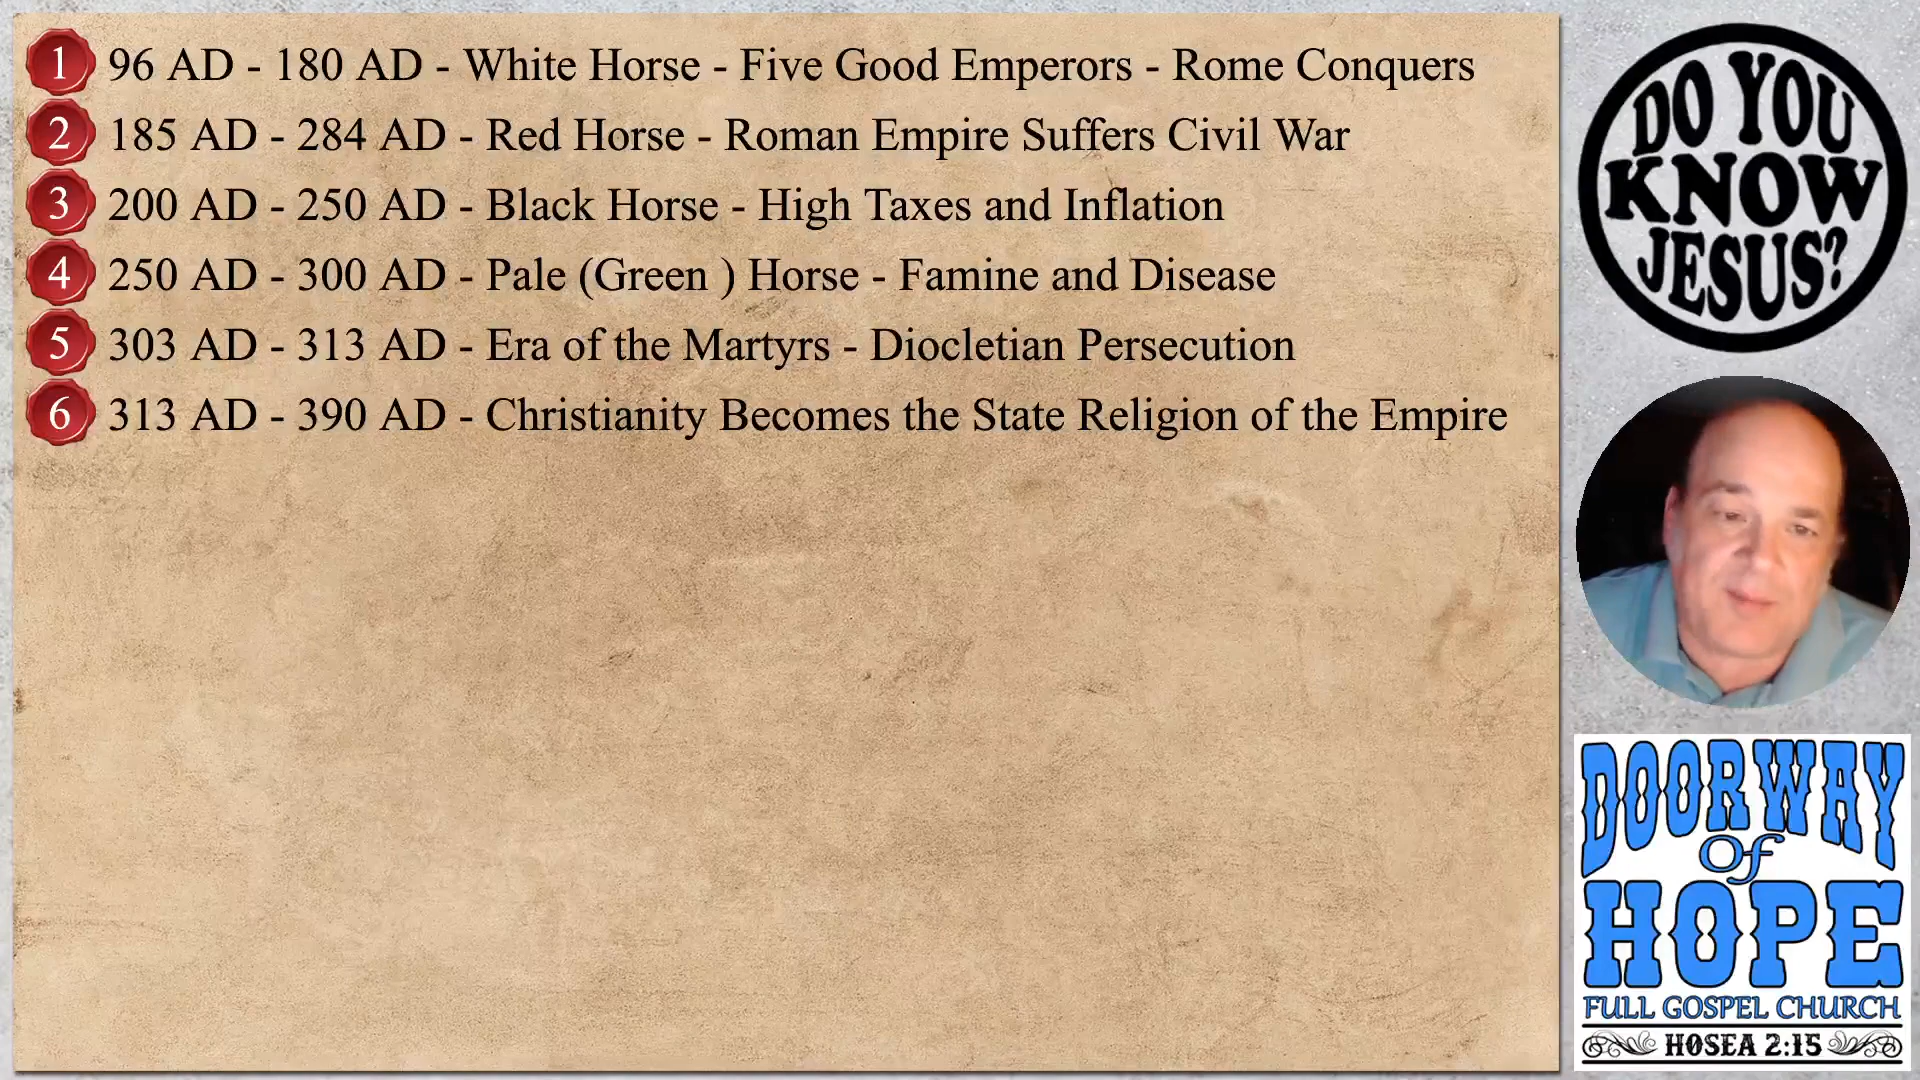 1 96 AD - 180 AD - White Horse - Five Good Emperors - Rome Conquers
2 185 AD - 284 AD - Red Horse - Roman Empire Suffers Civil War
3 200 AD - 250 AD - Black Horse - High Taxes and Inflation
4 250 AD - 300 AD - Pale (Green ) Horse - Famine and Disease
5 303 AD - 313 AD - Era of the Martyrs - Diocletian Persecution
6 313 AD - 390 AD - Christianity Becomes the State Religion of the Empire
DO YOU
KNOW
JESUS?
DOORWAY
Of
HOPE
FULL GOSPEL CHURCH
HOSEA 2:15